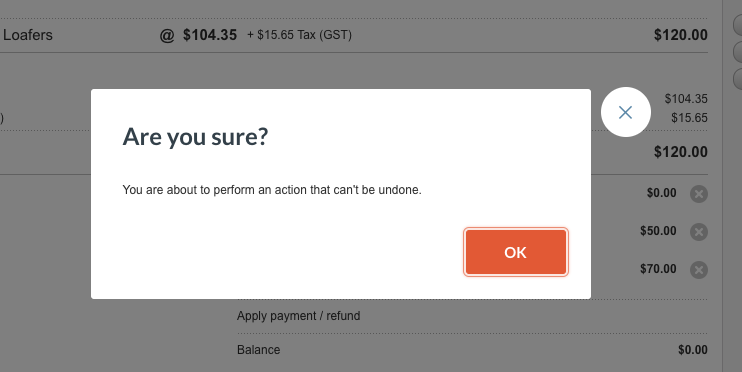 Loafers @ $104.35 + $15.65 Tax (GST) $120.00
$104.35
) $15.65
$120.00
Are you sure?
You are about to perform an action that can't be undone.
$0.00
$50.00
OK
$70.00
Apply payment / refund
Balance $0.00